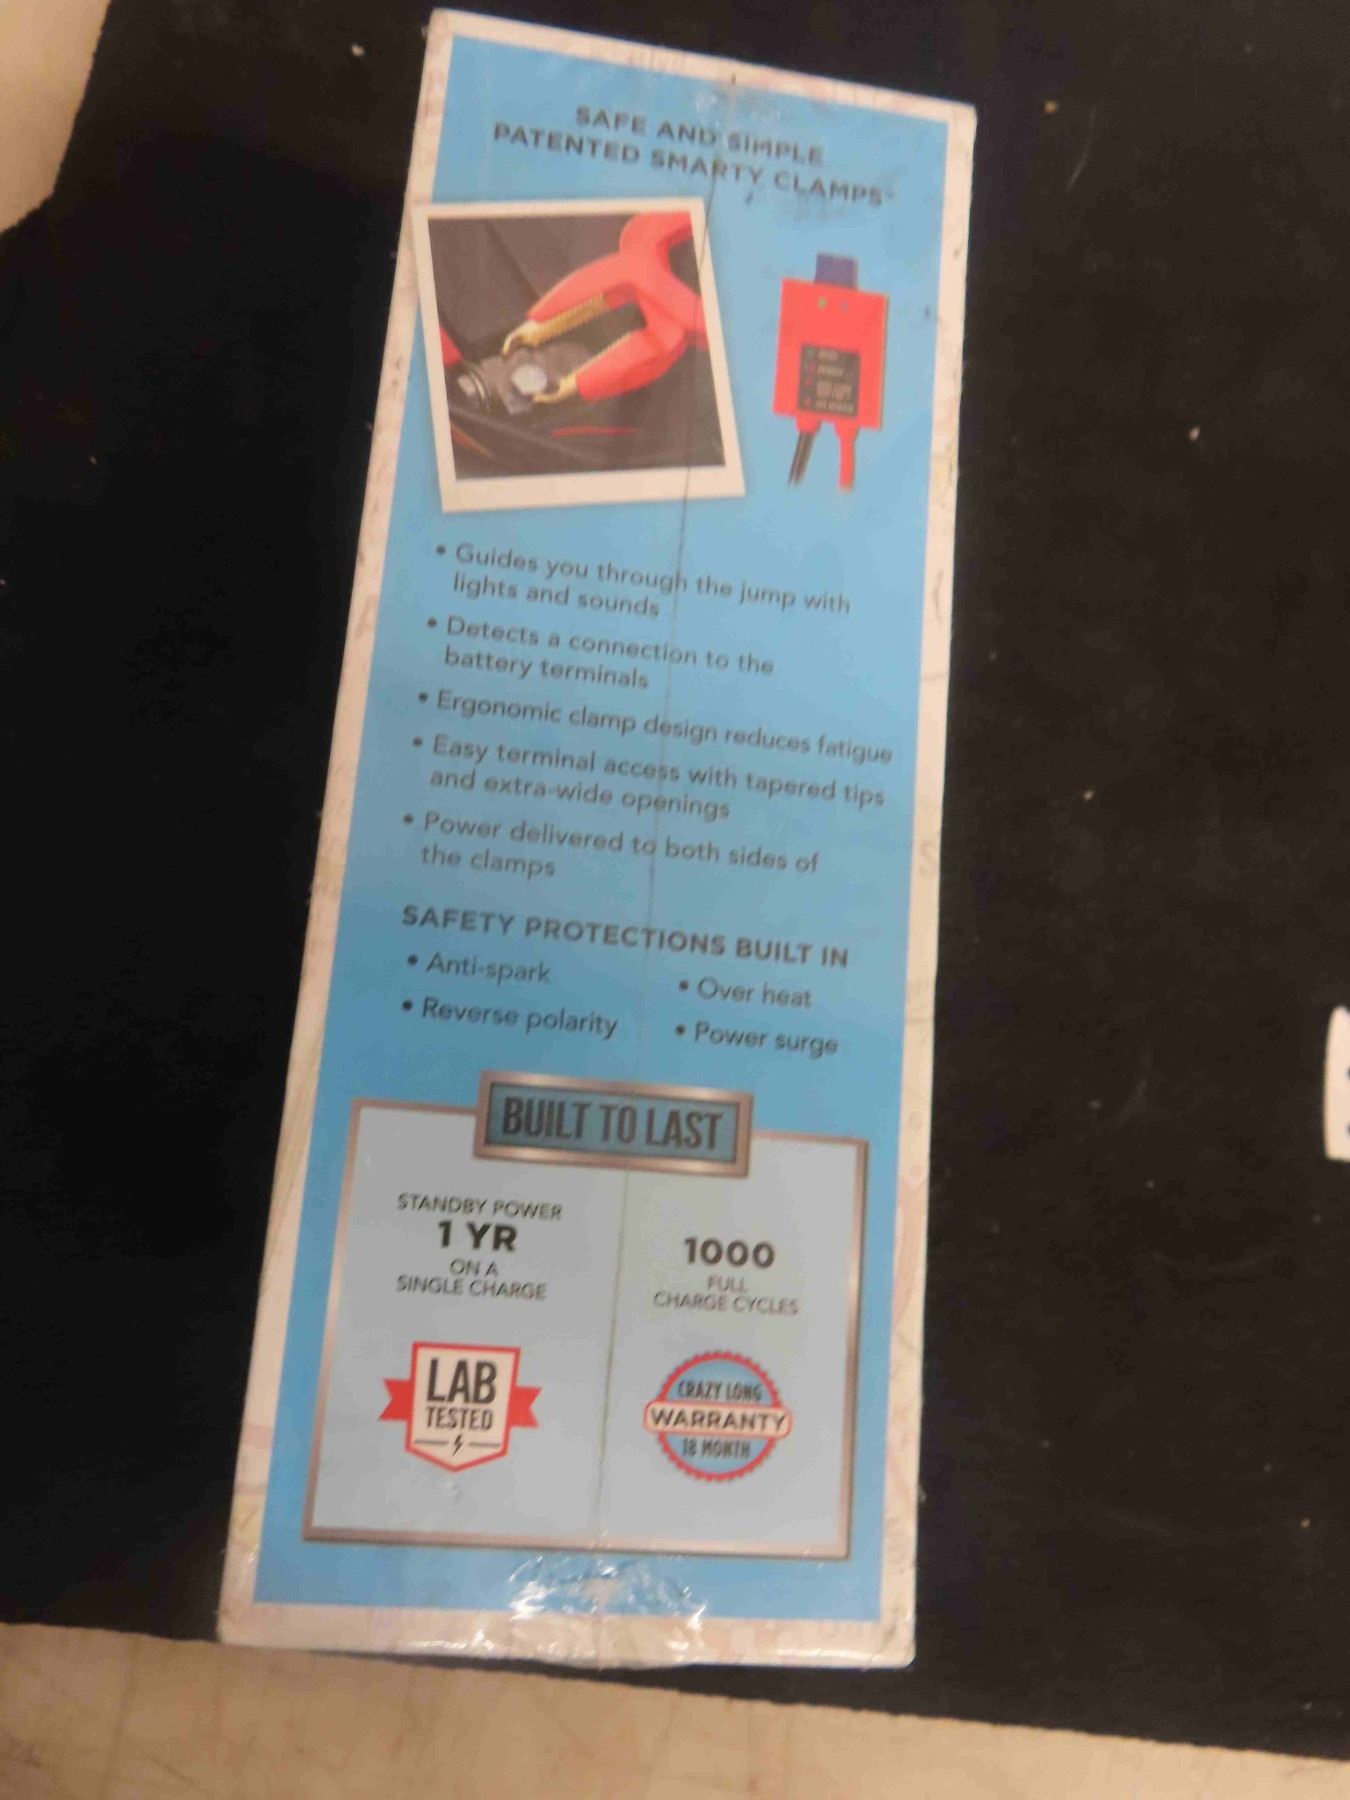 SAFE AND SIMPLE
PATENTED SMARTY CLAMPS
• Guides you through the jump with
lights and sounds
• Detects a connection to the
battery terminals
• Ergonomic clamp design reduces fatigue
• Easy terminal access with tapered tips
and extra-wide openings
• Power delivered to both sides of
the clamps
SAFETY PROTECTIONS BUILT IN
• Anti-spark
• Reverse polarity
• Over heat
• Power surge
BUILT TO LAST
STANDBY POWER
1 YR
ON A
SINGLE CHARGE
1000
FULL
CHARGE CYCLES
LAB
TESTED
CRAZY LONG
WARRANTY
18 MONTH